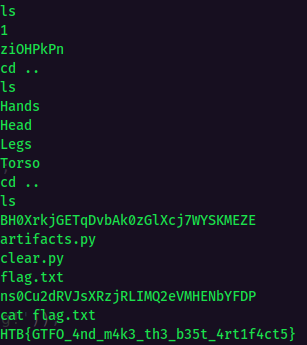 ls
1
ziOHPkPn
cd ..
ls
Hands
Head
Legs
Torso
cd ..
ls
BH0XrkjGETqDvbAk0zGlXcj7WYSKMEZE
artifacts.py
clear.py
flag.txt
ns0Cu2dRVJsXRzjRLIMQ2eVMHENbYFDP
cat flag.txt
HTB{GTFO_4nd_m4k3_th3_b35t_4rt1f4ct5}